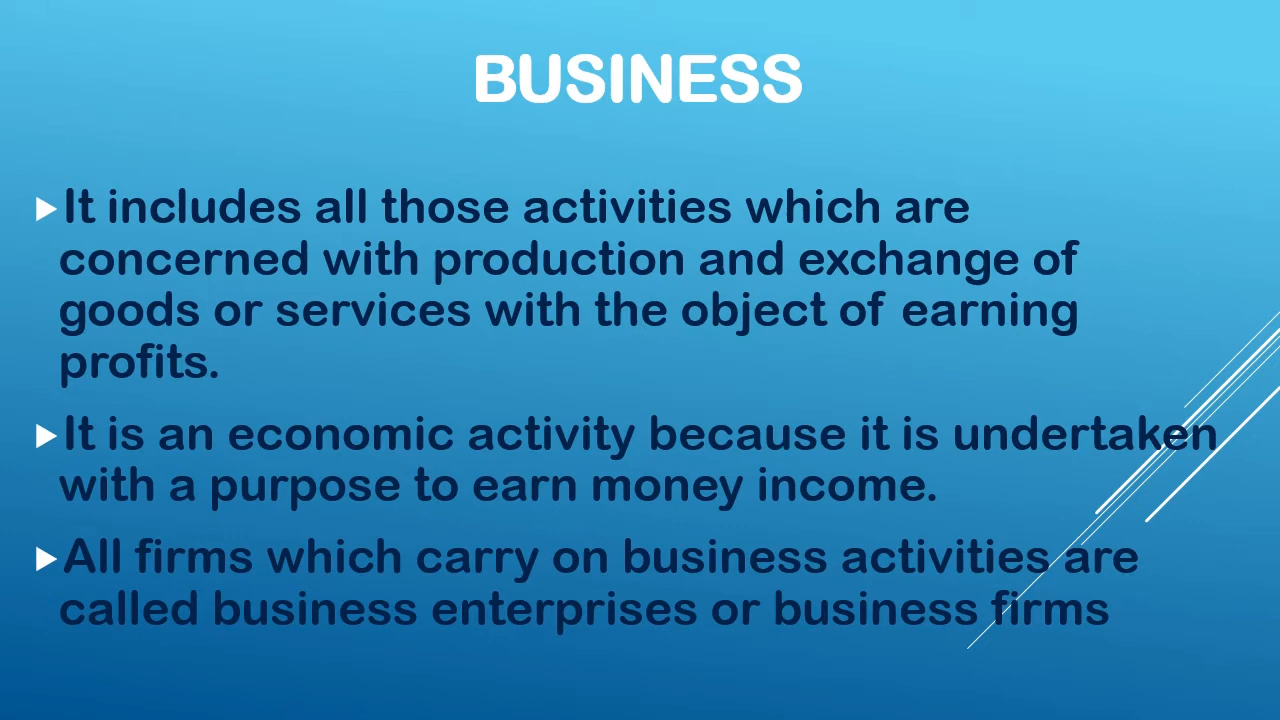 BUSINESS
It includes all those activities which are
concerned with production and exchange of
goods or services with the object of earning
profits.
It is an economic activity because it is undertaken
with a purpose to earn money income.
All firms which carry on business activities are
called business enterprises or business firms